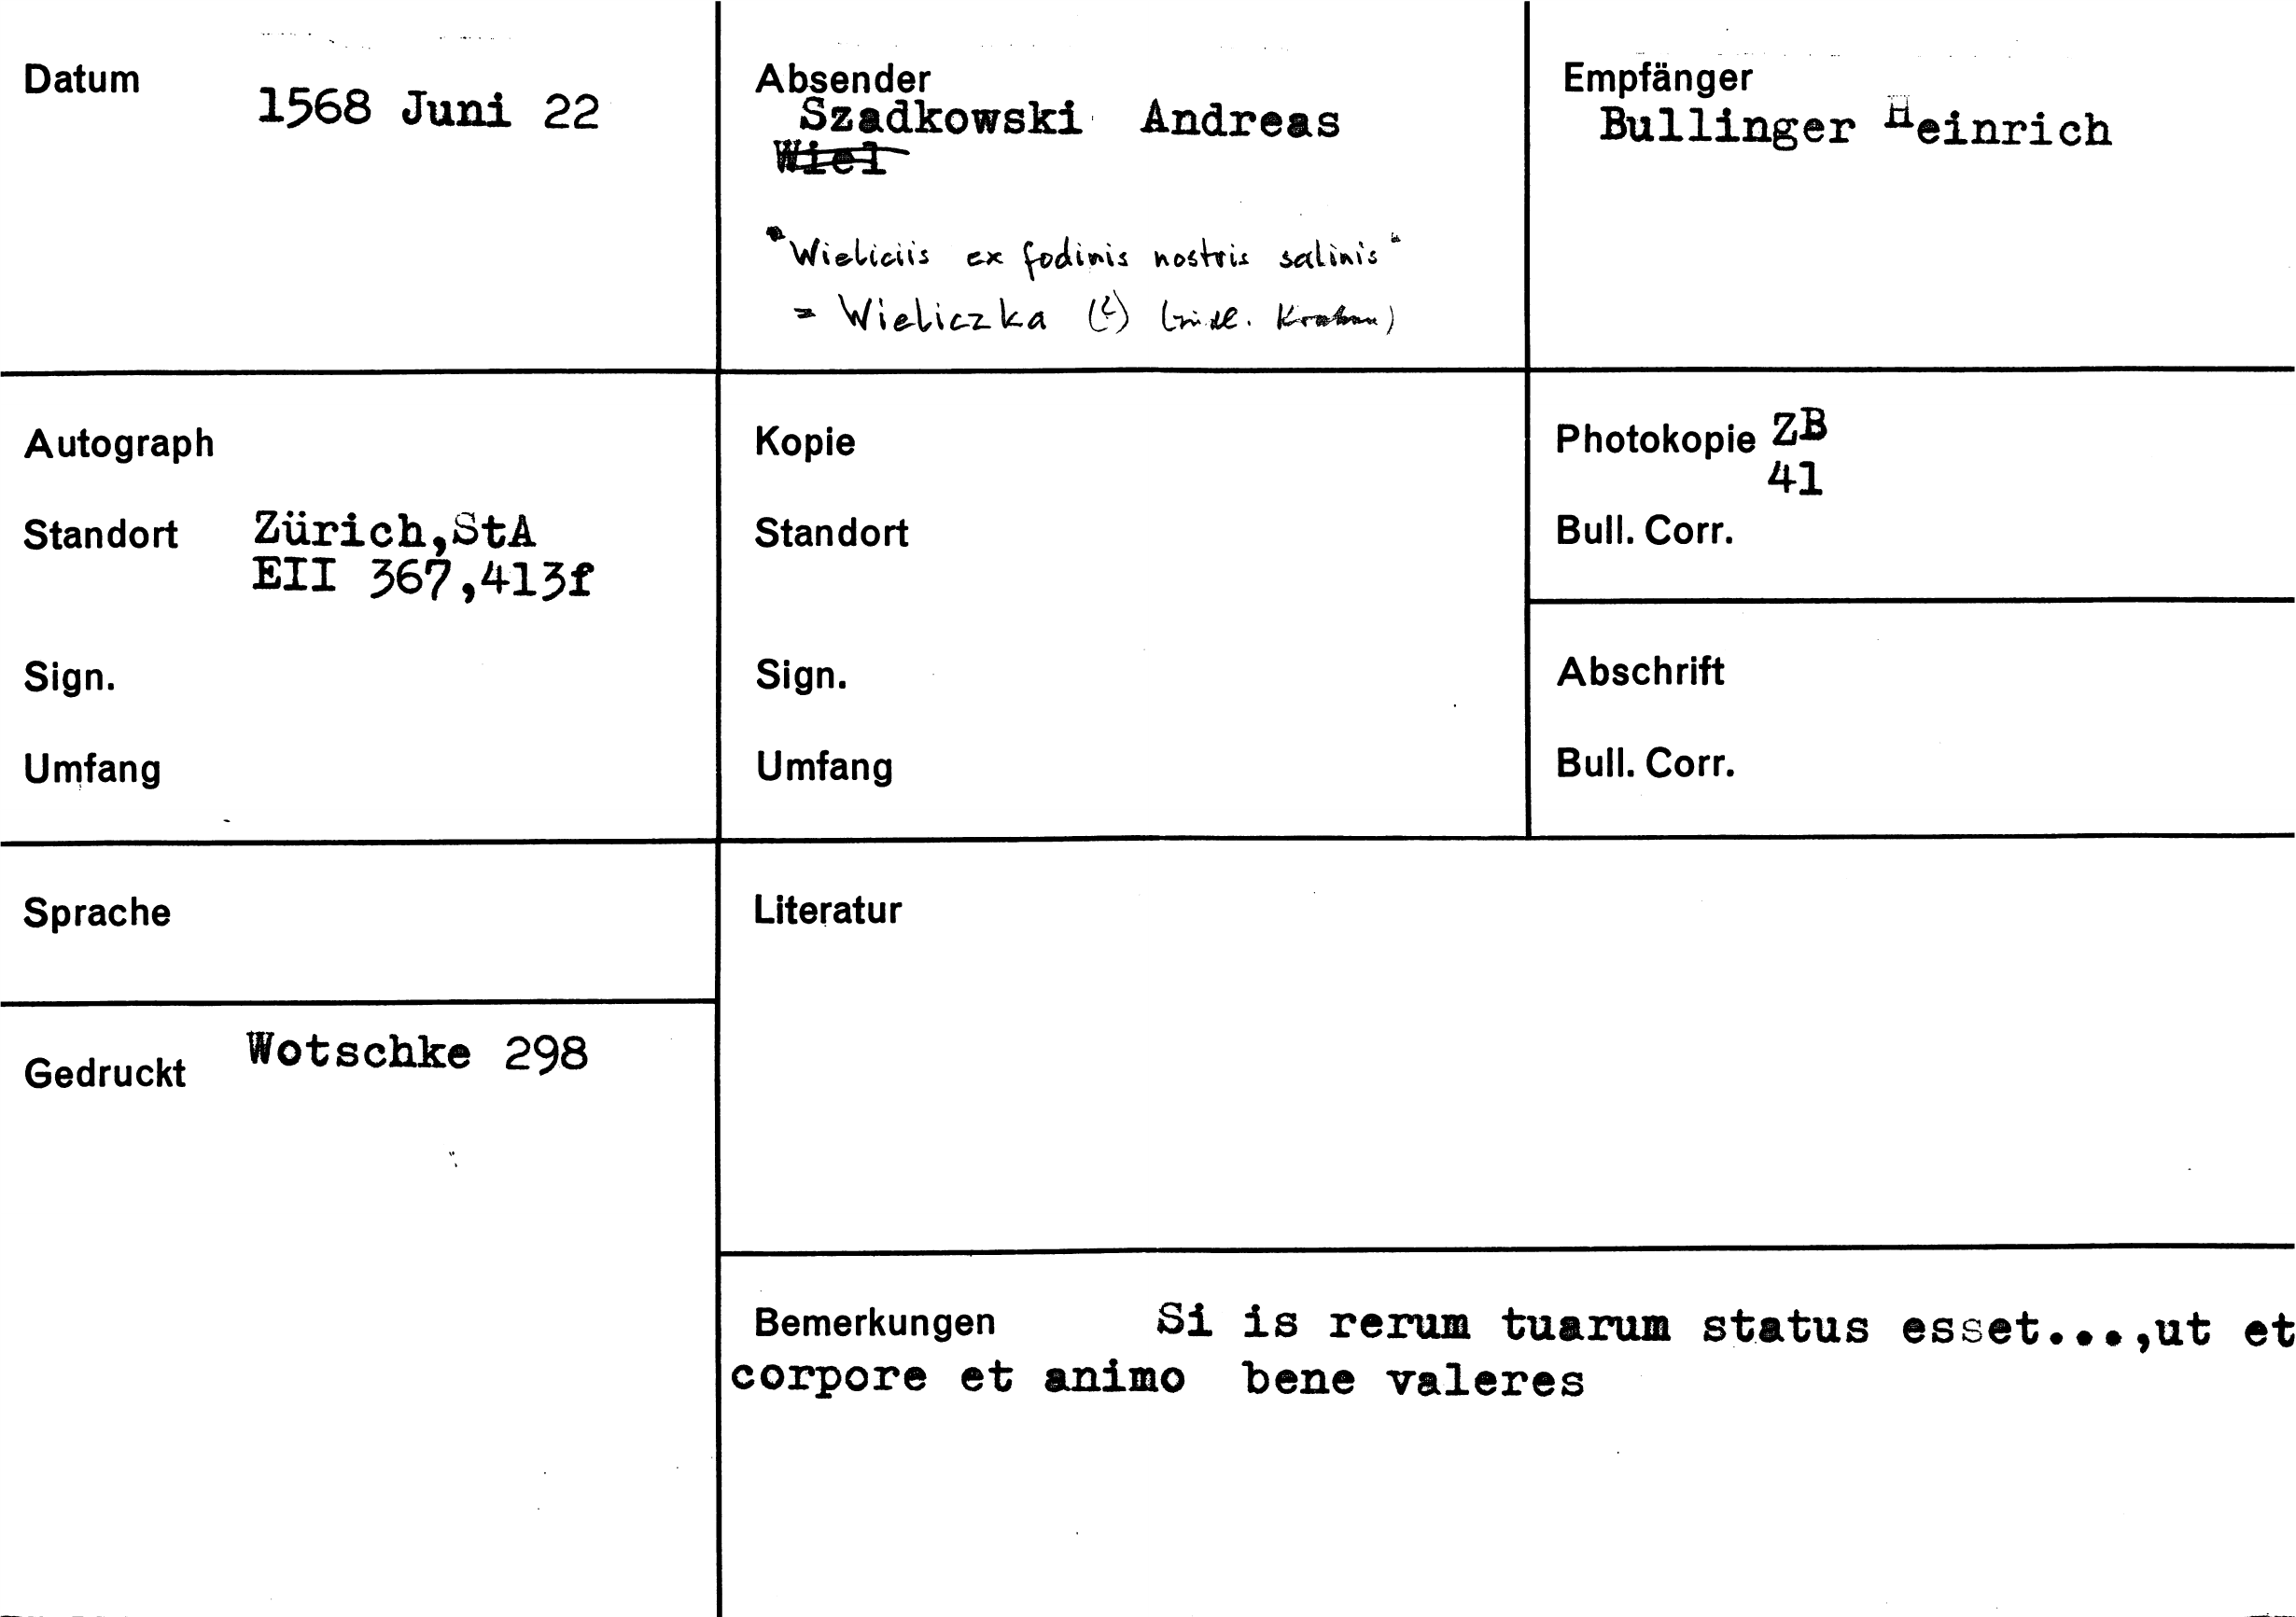 Datum
1568 Juni 22
Absender
Szadkowski Andreas
Wiel
"Wieliciis ex fodinis nostris salinis"
= Wieliczka (?) (südl. Krakau)
Empfänger
Bullinger Heinrich
Autograph
Standort Zürich,StA
EII 367,413f
Sign.
Umfang
Kopie
Standort
Sign.
Umfang
Photokopie ZB
41
Bull. Corr.
Abschrift
Bull. Corr.
Sprache
Gedruckt Wotschke 298
Literatur
Bemerkungen Si is rerum tuarum status esset...,ut et
corpore et animo bene valeres